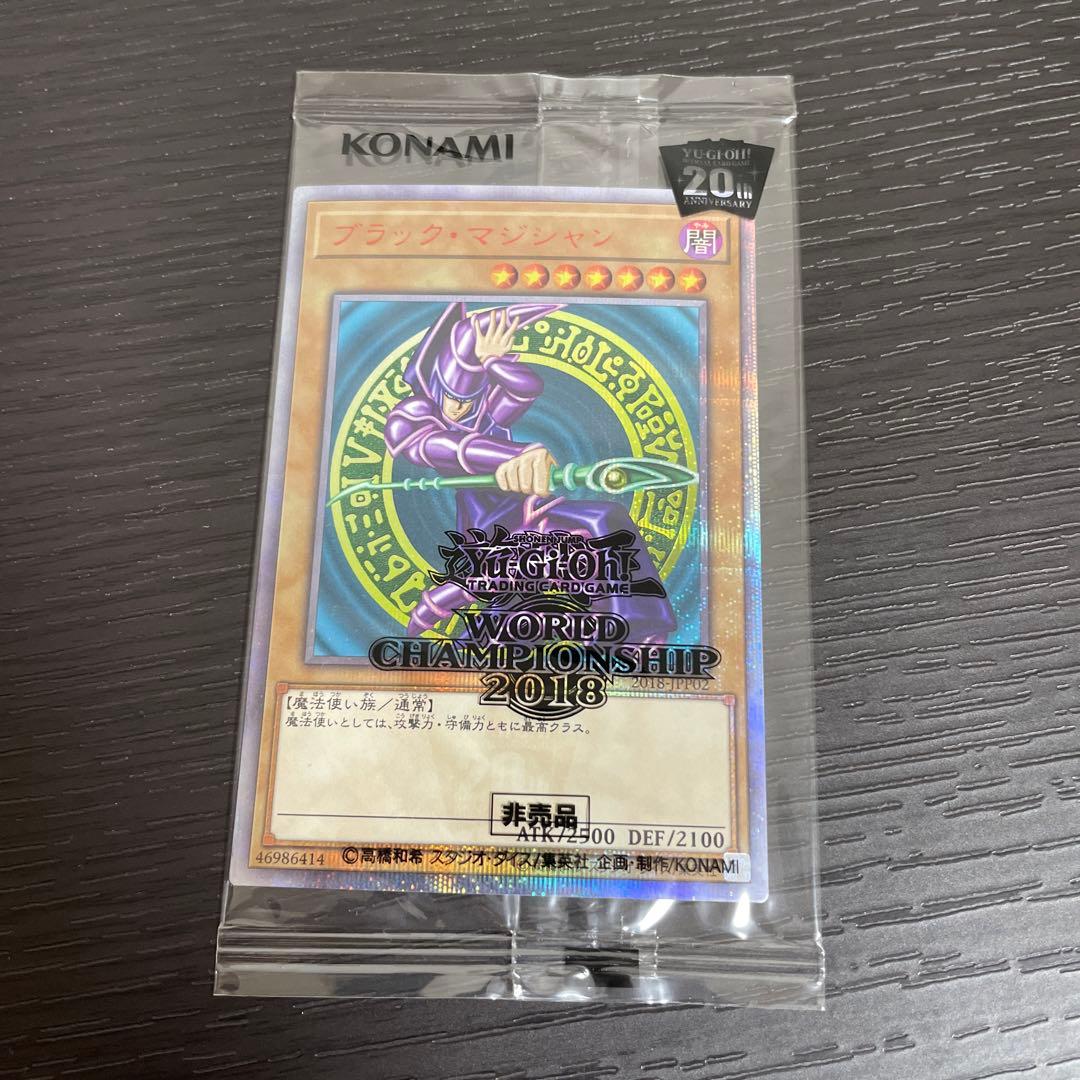 KONAMI
YU-GI-OH!
20th
ANNIVERSARY
ブラック・マジシャン
ヤミ
闇
SHONEN JUMP
遊
Yu-Gi-Oh!
王
TRADING CARD GAME
WORLD
CHAMPIONSHIP
2018
2018-JPP02
【魔法使い族/通常】
魔法使いとしては、攻撃力・守備力ともに最高クラス。
非売品
ATK/2500 DEF/2100
46986414
©高橋和希 スタジオ・ダイス/集英社 企画・制作/KONAMI